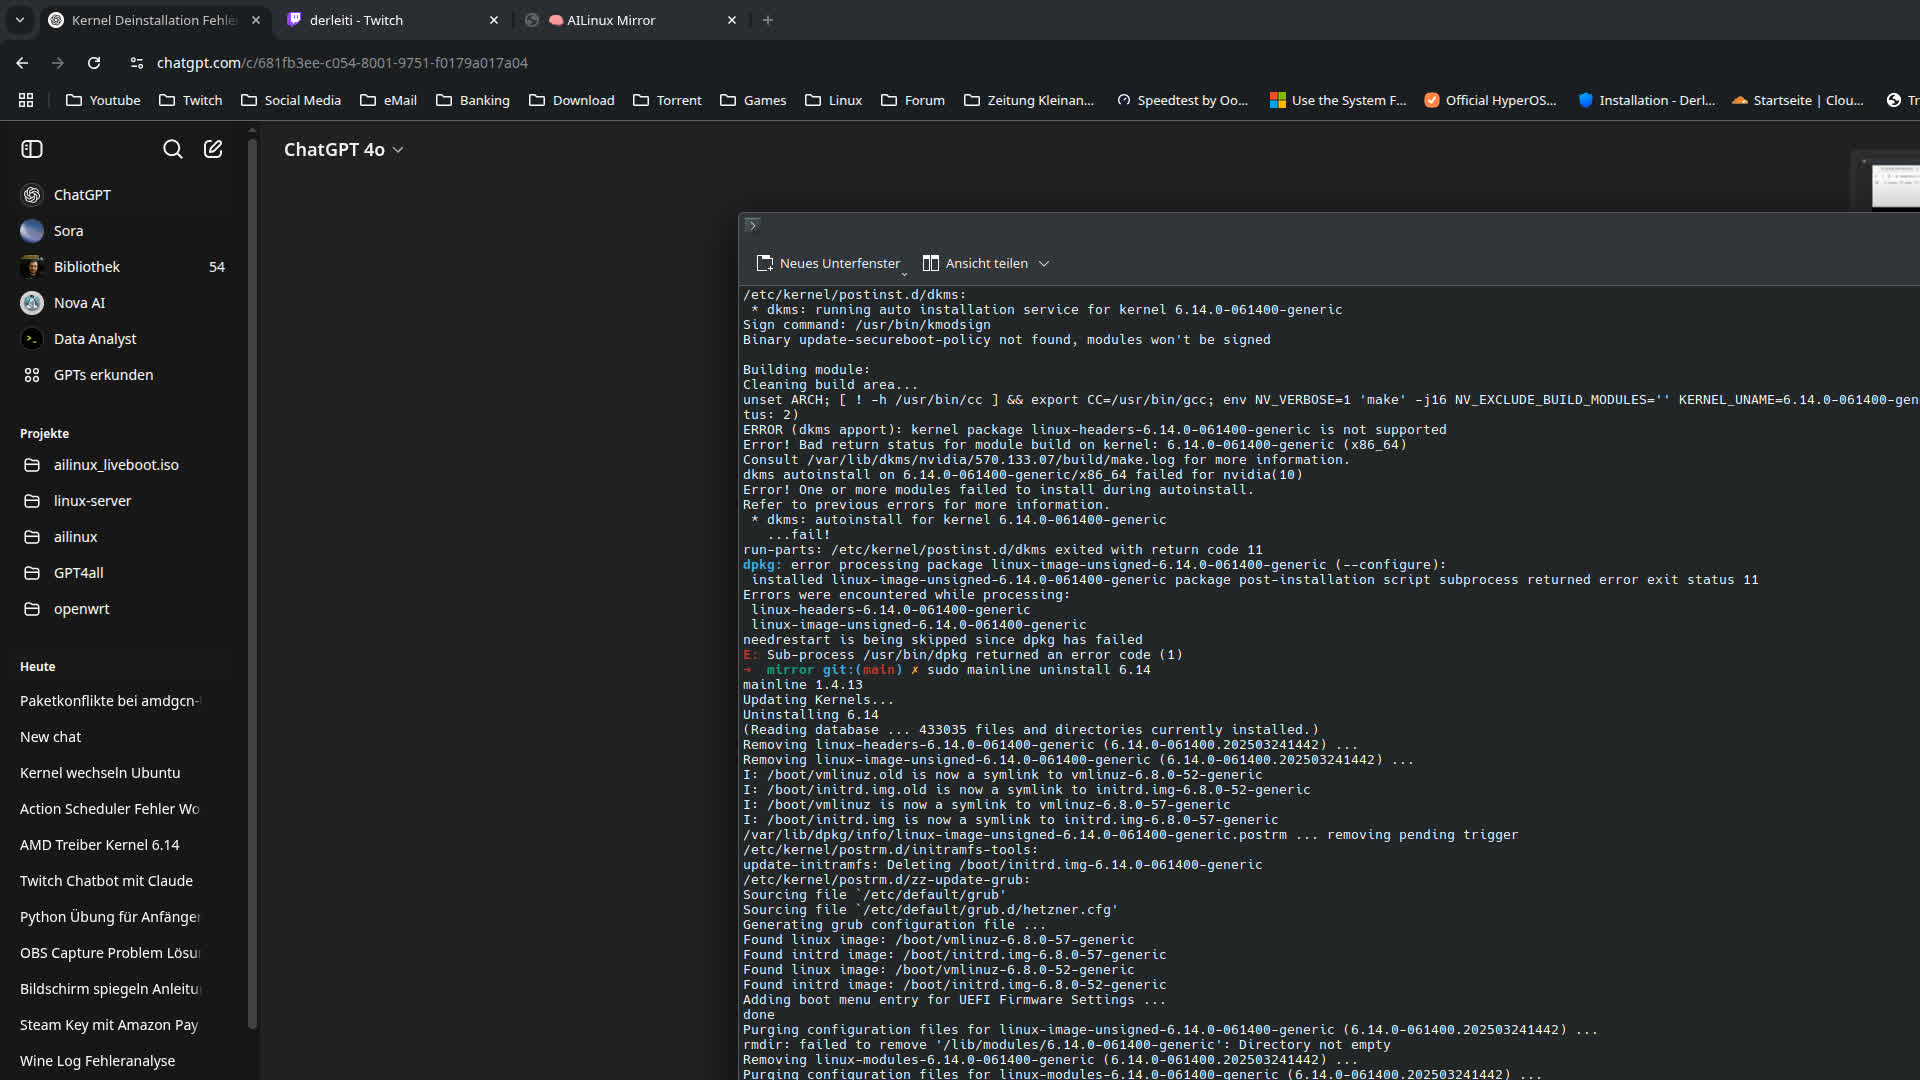 Kernel Deinstallation Fehle
derleiti - Twitch
AILinux Mirror
chatgpt.com/c/681fb3ee-c054-8001-9751-f0179a017a04
Youtube
Twitch
Social Media
eMail
Banking
Download
Torrent
Games
Linux
Forum
Zeitung Kleinan...
Speedtest by Oo...
Use the System F...
Official HyperOS...
Installation - Derl...
Startseite | Clou...
Tr
ChatGPT 4o
ChatGPT
Sora
Bibliothek 54
Nova AI
Data Analyst
GPTs erkunden
Projekte
ailinux_liveboot.iso
linux-server
ailinux
GPT4all
openwrt
Heute
Paketkonflikte bei amdgcn-
New chat
Kernel wechseln Ubuntu
Action Scheduler Fehler Wo
AMD Treiber Kernel 6.14
Twitch Chatbot mit Claude
Python Übung für Anfänger
OBS Capture Problem Lösu
Bildschirm spiegeln Anleitu
Steam Key mit Amazon Pay
Wine Log Fehleranalyse
Neues Unterfenster
Ansicht teilen
/etc/kernel/postinst.d/dkms:
* dkms: running auto installation service for kernel 6.14.0-061400-generic
Sign command: /usr/bin/kmodsign
Binary update-secureboot-policy not found, modules won't be signed
Building module:
Cleaning build area...
unset ARCH; [ ! -h /usr/bin/cc ] && export CC=/usr/bin/gcc; env NV_VERBOSE=1 'make' -j16 NV_EXCLUDE_BUILD_MODULES='' KERNEL_UNAME=6.14.0-061400-gen
tus: 2)
ERROR (dkms apport): kernel package linux-headers-6.14.0-061400-generic is not supported
Error! Bad return status for module build on kernel: 6.14.0-061400-generic (x86_64)
Consult /var/lib/dkms/nvidia/570.133.07/build/make.log for more information.
dkms autoinstall on 6.14.0-061400-generic/x86_64 failed for nvidia(10)
Error! One or more modules failed to install during autoinstall.
Refer to previous errors for more information.
* dkms: autoinstall for kernel 6.14.0-061400-generic
...fail!
run-parts: /etc/kernel/postinst.d/dkms exited with return code 11
dpkg: error processing package linux-image-unsigned-6.14.0-061400-generic (--configure):
installed linux-image-unsigned-6.14.0-061400-generic package post-installation script subprocess returned error exit status 11
Errors were encountered while processing:
linux-headers-6.14.0-061400-generic
linux-image-unsigned-6.14.0-061400-generic
needrestart is being skipped since dpkg has failed
E: Sub-process /usr/bin/dpkg returned an error code (1)
→ mirror git:(main) ✗ sudo mainline uninstall 6.14
mainline 1.4.13
Updating Kernels...
Uninstalling 6.14
(Reading database ... 433035 files and directories currently installed.)
Removing linux-headers-6.14.0-061400-generic (6.14.0-061400.202503241442) ...
Removing linux-image-unsigned-6.14.0-061400-generic (6.14.0-061400.202503241442) ...
I: /boot/vmlinuz.old is now a symlink to vmlinuz-6.8.0-52-generic
I: /boot/initrd.img.old is now a symlink to initrd.img-6.8.0-52-generic
I: /boot/vmlinuz is now a symlink to vmlinuz-6.8.0-57-generic
I: /boot/initrd.img is now a symlink to initrd.img-6.8.0-57-generic
/var/lib/dpkg/info/linux-image-unsigned-6.14.0-061400-generic.postrm ... removing pending trigger
/etc/kernel/postrm.d/initramfs-tools:
update-initramfs: Deleting /boot/initrd.img-6.14.0-061400-generic
/etc/kernel/postrm.d/zz-update-grub:
Sourcing file `/etc/default/grub'
Sourcing file `/etc/default/grub.d/hetzner.cfg'
Generating grub configuration file ...
Found linux image: /boot/vmlinuz-6.8.0-57-generic
Found initrd image: /boot/initrd.img-6.8.0-57-generic
Found linux image: /boot/vmlinuz-6.8.0-52-generic
Found initrd image: /boot/initrd.img-6.8.0-52-generic
Adding boot menu entry for UEFI Firmware Settings ...
done
Purging configuration files for linux-image-unsigned-6.14.0-061400-generic (6.14.0-061400.202503241442) ...
rmdir: failed to remove '/lib/modules/6.14.0-061400-generic': Directory not empty
Removing linux-modules-6.14.0-061400-generic (6.14.0-061400.202503241442) ...
Purging configuration files for linux-modules-6.14.0-061400-generic (6.14.0-061400.202503241442) ...